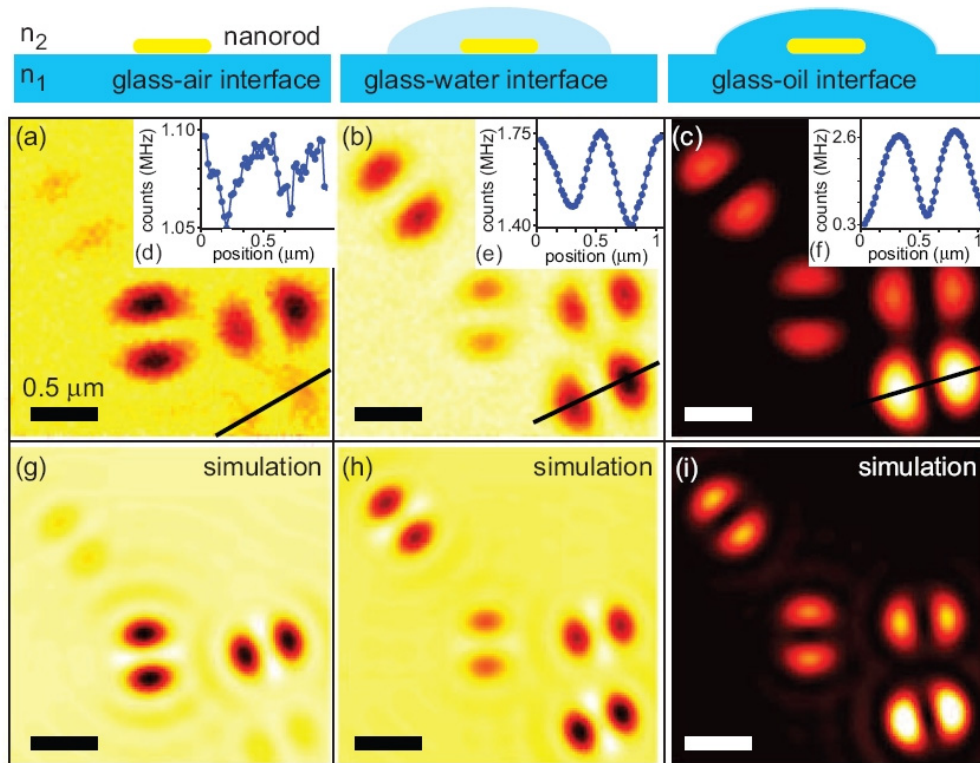 n2
n1
nanorod
glass-air interface
glass-water interface
glass-oil interface
(a)
1.10
counts (MHz)
1.05
0
0.5
(d)
position (μm)
0.5 μm
(b)
1.75
counts (MHz)
1.40
0
0.5
1
(e)
position (μm)
(c)
2.6
counts (MHz)
0.3
0
0.5
1
(f)
position (μm)
(g)
simulation
(h)
simulation
(i)
simulation